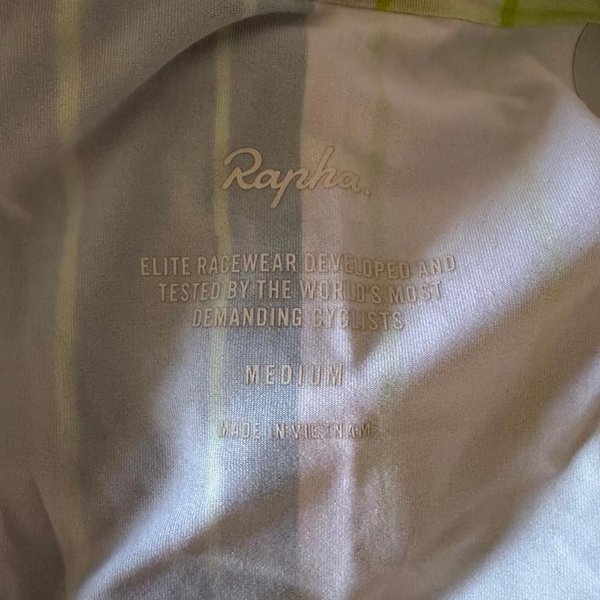 Rapha.
ELITE RACEWEAR DEVELOPED AND
TESTED BY THE WORLD'S MOST
DEMANDING CYCLISTS
MEDIUM
MADE IN VIETNAM